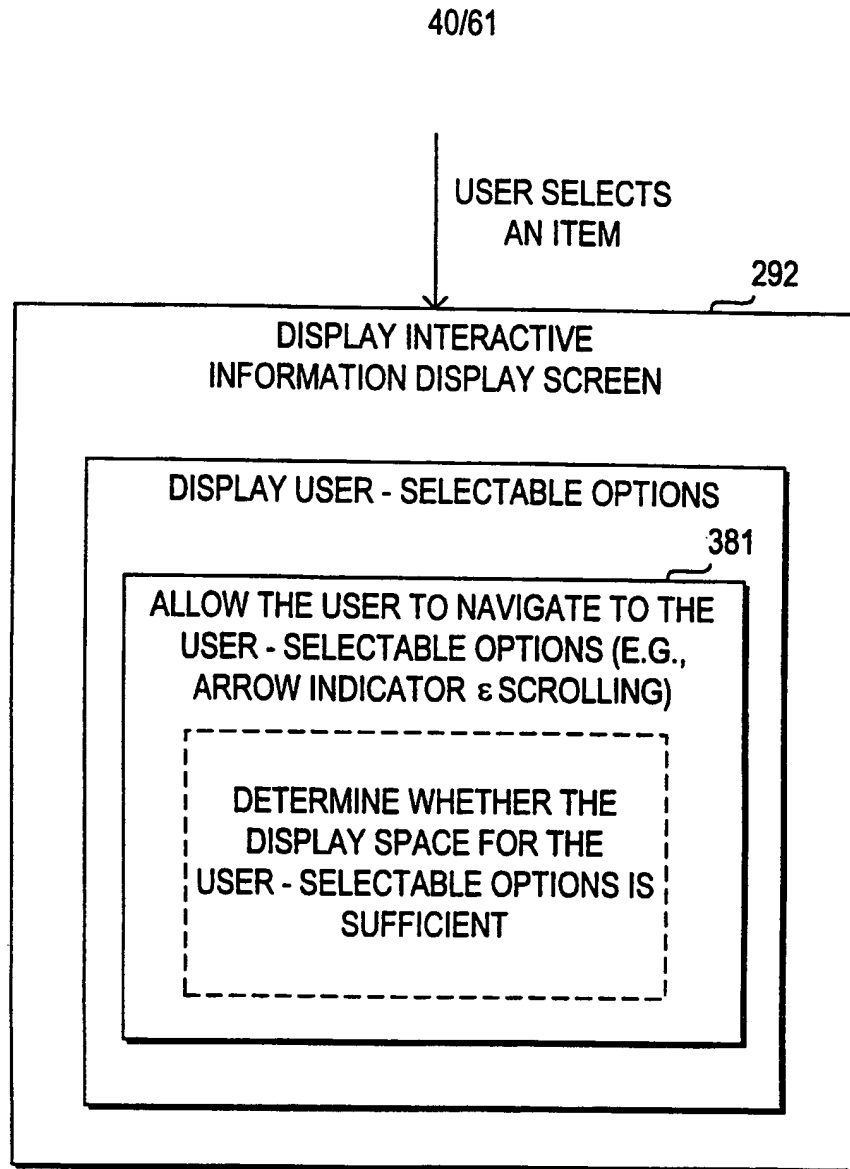 40/61
USER SELECTS
AN ITEM
292
DISPLAY INTERACTIVE
INFORMATION DISPLAY SCREEN
DISPLAY USER - SELECTABLE OPTIONS
381
ALLOW THE USER TO NAVIGATE TO THE
USER - SELECTABLE OPTIONS (E.G.,
ARROW INDICATOR ε SCROLLING)
DETERMINE WHETHER THE
DISPLAY SPACE FOR THE
USER - SELECTABLE OPTIONS IS
SUFFICIENT